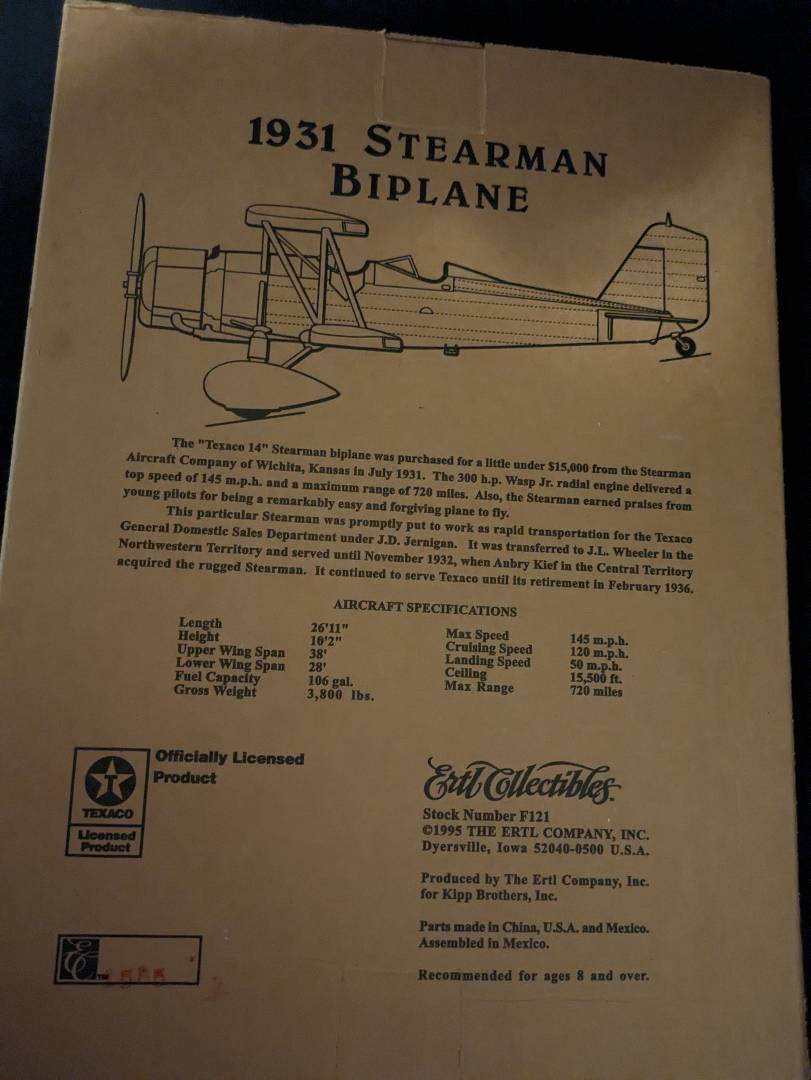 1931 STEARMAN
BIPLANE
The "Texaco 14" Stearman biplane was purchased for a little under $15,000 from the Stearman
Aircraft Company of Wichita, Kansas in July 1931. The 300 h.p. Wasp Jr. radial engine delivered a
top speed of 145 m.p.h. and a maximum range of 720 miles. Also, the Stearman earned praises from
young pilots for being a remarkably easy and forgiving plane to fly.
This particular Stearman was promptly put to work as rapid transportation for the Texaco
General Domestic Sales Department under J.D. Jernigan. It was transferred to J.L. Wheeler in the
Northwestern Territory and served until November 1932, when Aubry Kief in the Central Territory
acquired the rugged Stearman. It continued to serve Texaco until its retirement in February 1936.
AIRCRAFT SPECIFICATIONS
Length 26'11"
Height 10'2"
Upper Wing Span 38'
Lower Wing Span 28'
Fuel Capacity 106 gal.
Gross Weight 3,800 lbs.
Max Speed 145 m.p.h.
Cruising Speed 120 m.p.h.
Landing Speed 50 m.p.h.
Ceiling 15,500 ft.
Max Range 720 miles
T
TEXACO
Licensed
Product
Officially Licensed
Product
Ertl Collectibles
Stock Number F121
©1995 THE ERTL COMPANY, INC.
Dyersville, Iowa 52040-0500 U.S.A.
Produced by The Ertl Company, Inc.
for Kipp Brothers, Inc.
Parts made in China, U.S.A. and Mexico.
Assembled in Mexico.
Recommended for ages 8 and over.
E TM